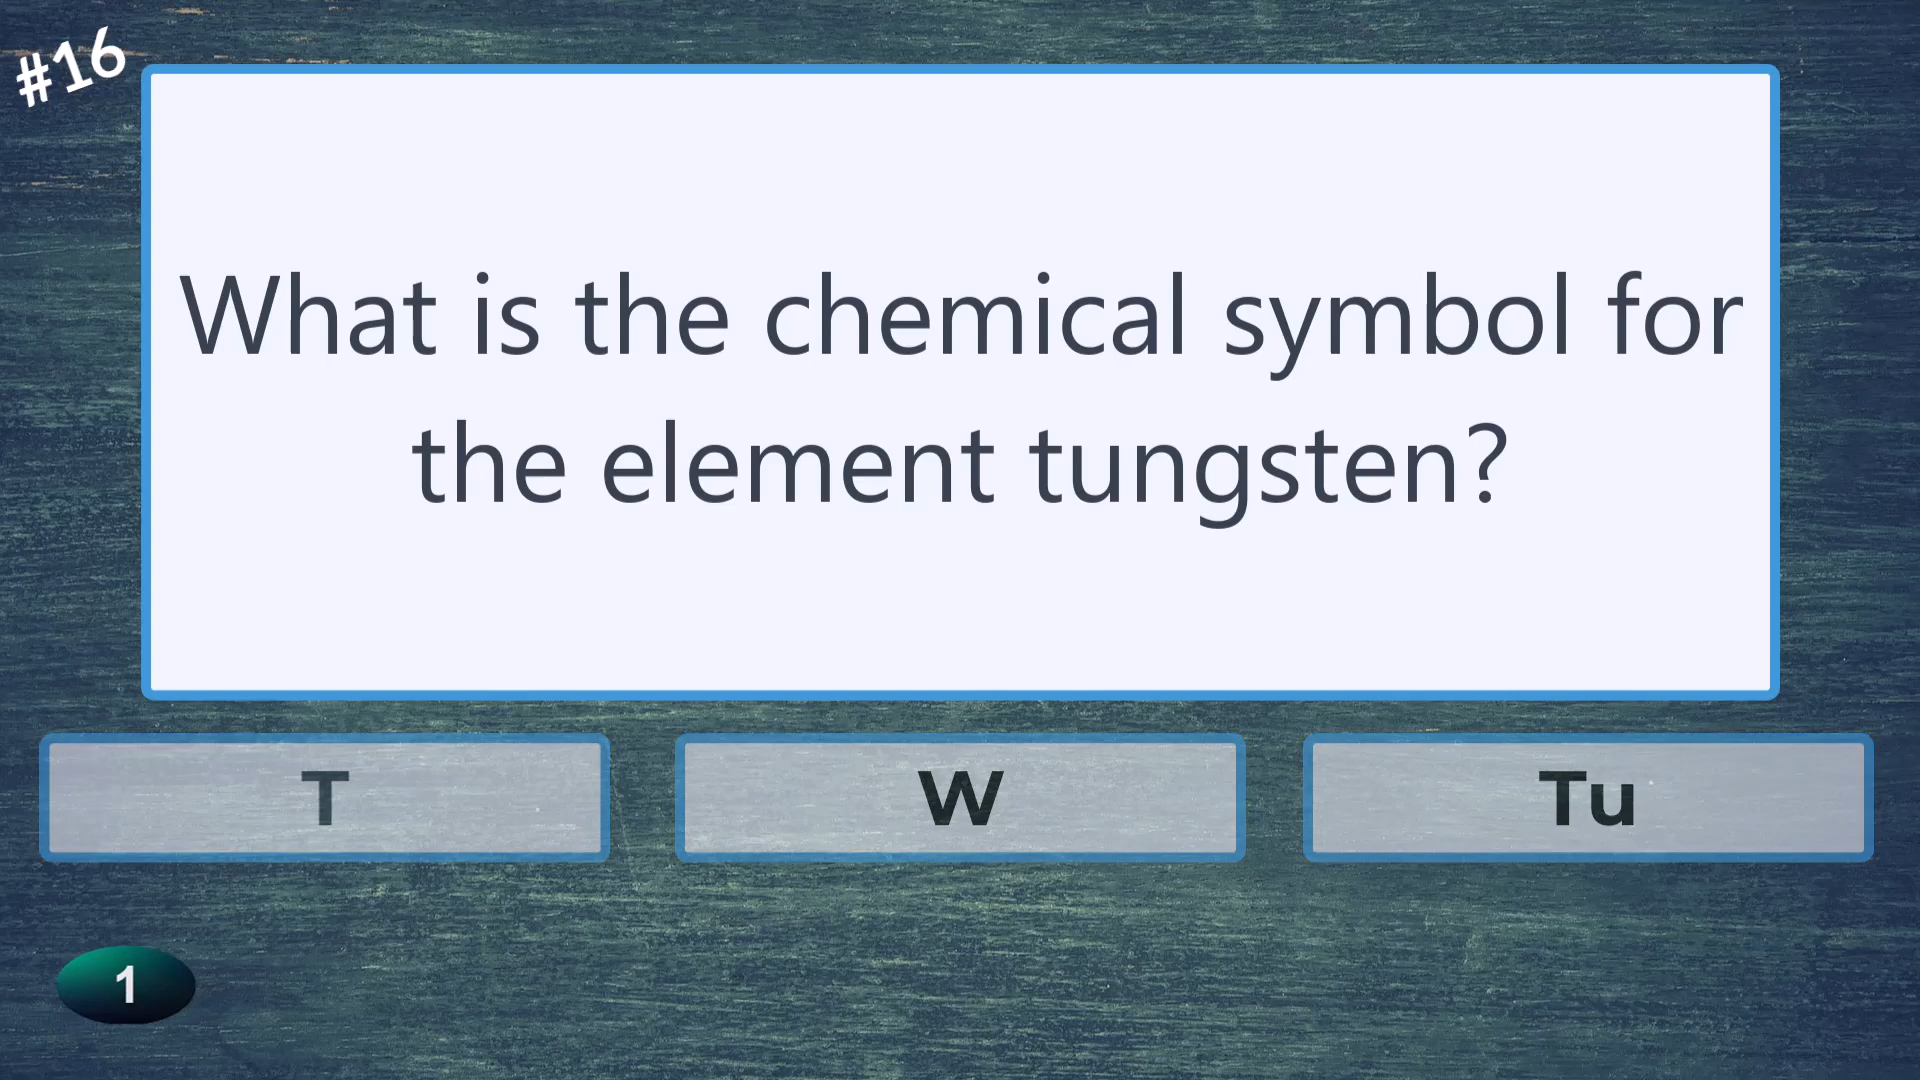 #16
What is the chemical symbol for
the element tungsten?
T
W
Tu
1